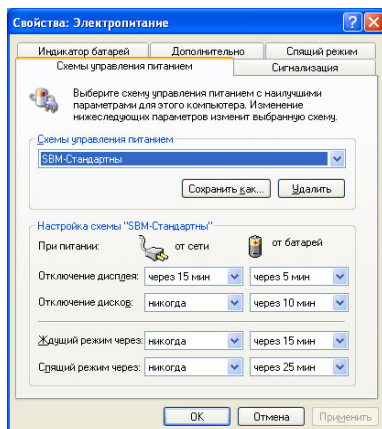 Свойства: Электропитание
Индикатор батарей Дополнительно Спящий режим
Схемы управления питанием Сигнализация
Выберите схему управления питанием с наилучшими
параметрами для этого компьютера. Изменение
нижеследующих параметров изменит выбранную схему.
Схемы управления питанием
SBM-Стандартны
Сохранить как... Удалить
Настройка схемы "SBM-Стандартны"
При питании: от сети от батарей
Отключение дисплея: через 15 мин через 5 мин
Отключение дисков: никогда через 10 мин
Ждущий режим через: никогда через 15 мин
Спящий режим через: никогда через 25 мин
ОК Отмена Применить